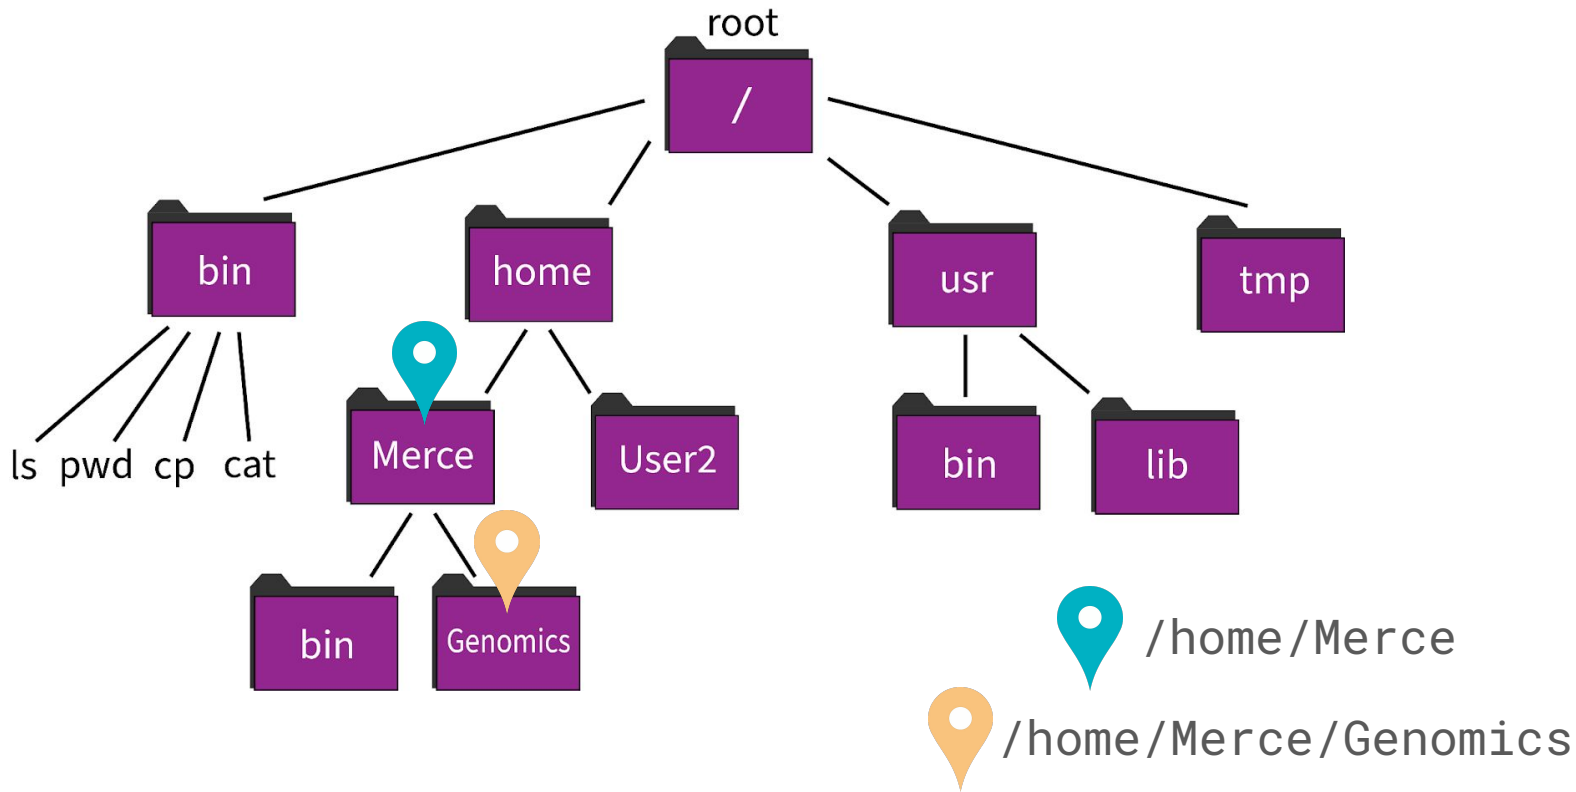 root
/
bin
home
usr
tmp
ls pwd cp cat
Merce
User2
bin
lib
bin
Genomics
/home/Merce
/home/Merce/Genomics